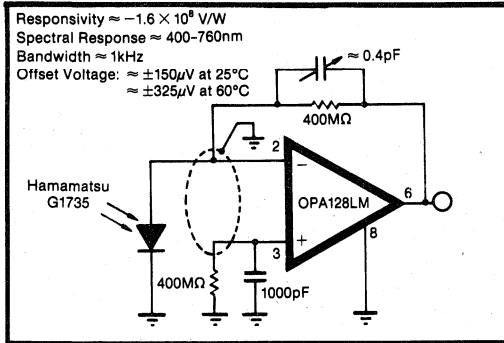 Responsivity ≈ −1.6 × 10⁸ V/W
Spectral Response ≈ 400-760nm
Bandwidth ≈ 1kHz
Offset Voltage: ≈ ±150μV at 25°C
≈ ±325μV at 60°C
≈ 0.4pF
400MΩ
2
−
Hamamatsu
G1735
OPA128LM
6
8
+
3
400MΩ
1000pF